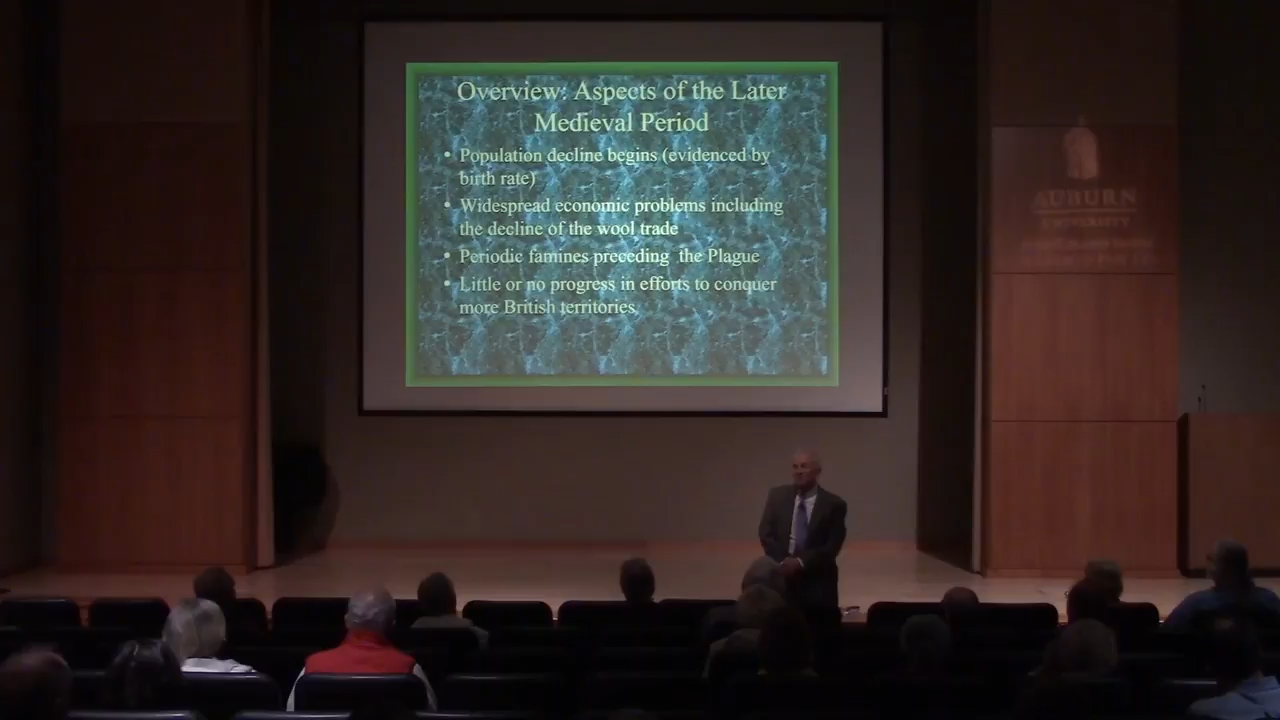 Overview: Aspects of the Later
Medieval Period
• Population decline begins (evidenced by
birth rate)
• Widespread economic problems including
the decline of the wool trade
• Periodic famines preceding the Plague
• Little or no progress in efforts to conquer
more British territories
AUBURN
UNIVERSITY